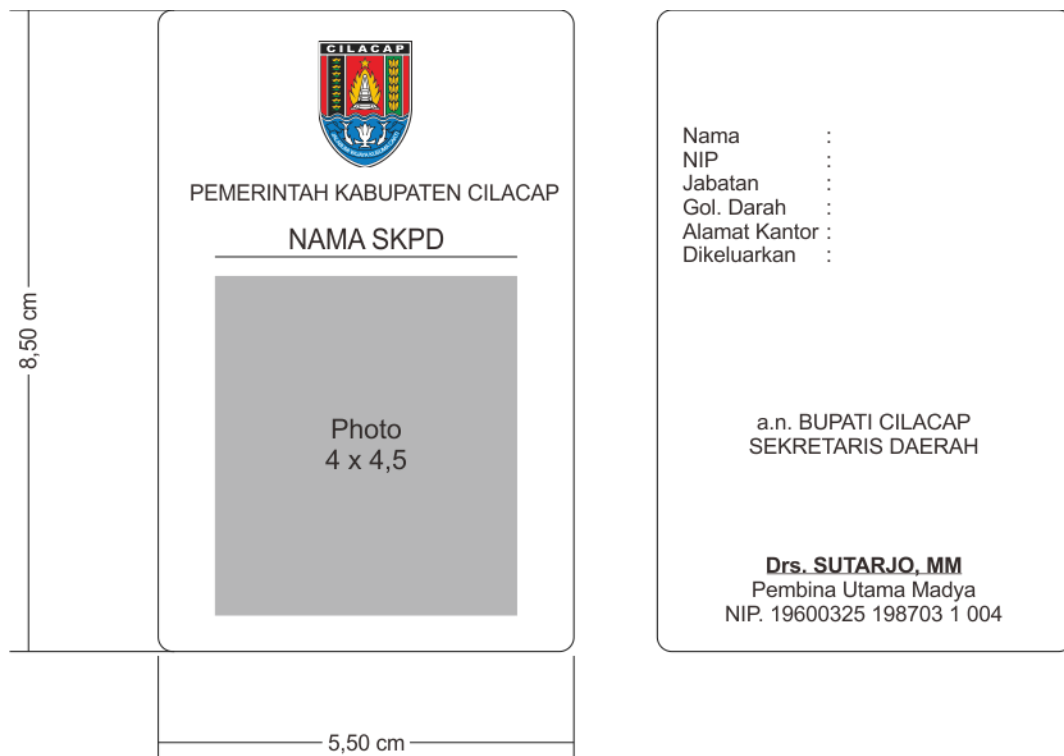 CILACAP
PEMERINTAH KABUPATEN CILACAP
NAMA SKPD
Photo
4 x 4,5
8,50 cm
5,50 cm
Nama :
NIP :
Jabatan :
Gol. Darah :
Alamat Kantor :
Dikeluarkan :
a.n. BUPATI CILACAP
SEKRETARIS DAERAH
Drs. SUTARJO, MM
Pembina Utama Madya
NIP. 19600325 198703 1 004